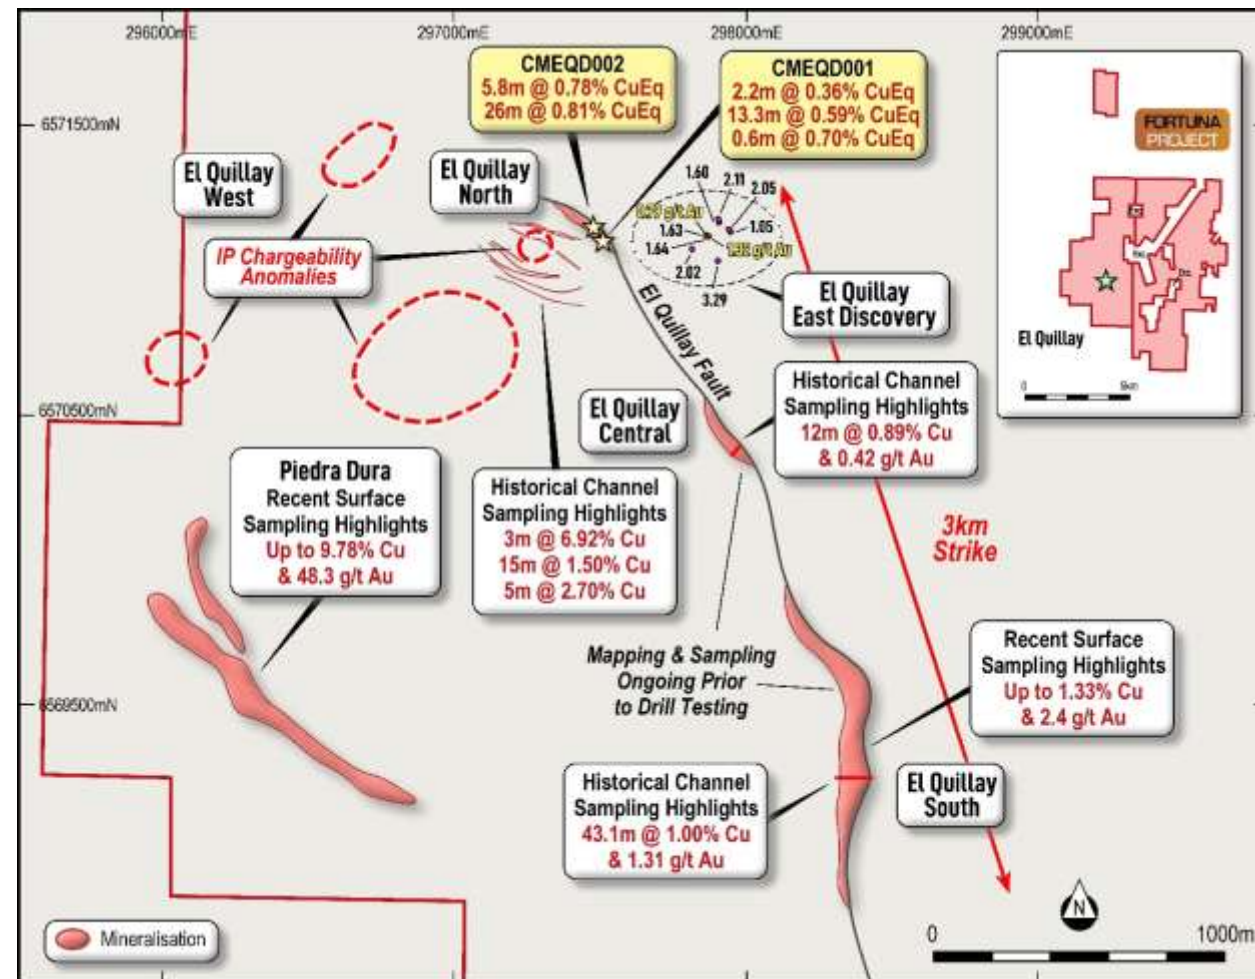 296000mE
297000mE
298000mE
299000mE
6571500mN
6570500mN
6569500mN
CMEQD002
5.8m @ 0.78% CuEq
26m @ 0.81% CuEq
CMEQD001
2.2m @ 0.36% CuEq
13.3m @ 0.59% CuEq
0.6m @ 0.70% CuEq
FORTUNA
PROJECT
El Quillay
0
El Quillay
West
El Quillay
North
IP Chargeability
Anomalies
1.60
2.11
2.05
1.63
1.05
1.64
2.02
3.29
El Quillay
East Discovery
El Quillay Fault
El Quillay
Central
Historical Channel
Sampling Highlights
12m @ 0.89% Cu
& 0.42 g/t Au
Piedra Dura
Recent Surface
Sampling Highlights
Up to 9.78% Cu
& 48.3 g/t Au
Historical Channel
Sampling Highlights
3m @ 6.92% Cu
15m @ 1.50% Cu
5m @ 2.70% Cu
3km
Strike
Mapping & Sampling
Ongoing Prior
to Drill Testing
Recent Surface
Sampling Highlights
Up to 1.33% Cu
& 2.4 g/t Au
Historical Channel
Sampling Highlights
43.1m @ 1.00% Cu
& 1.31 g/t Au
El Quillay
South
Mineralisation
N
0
1000m